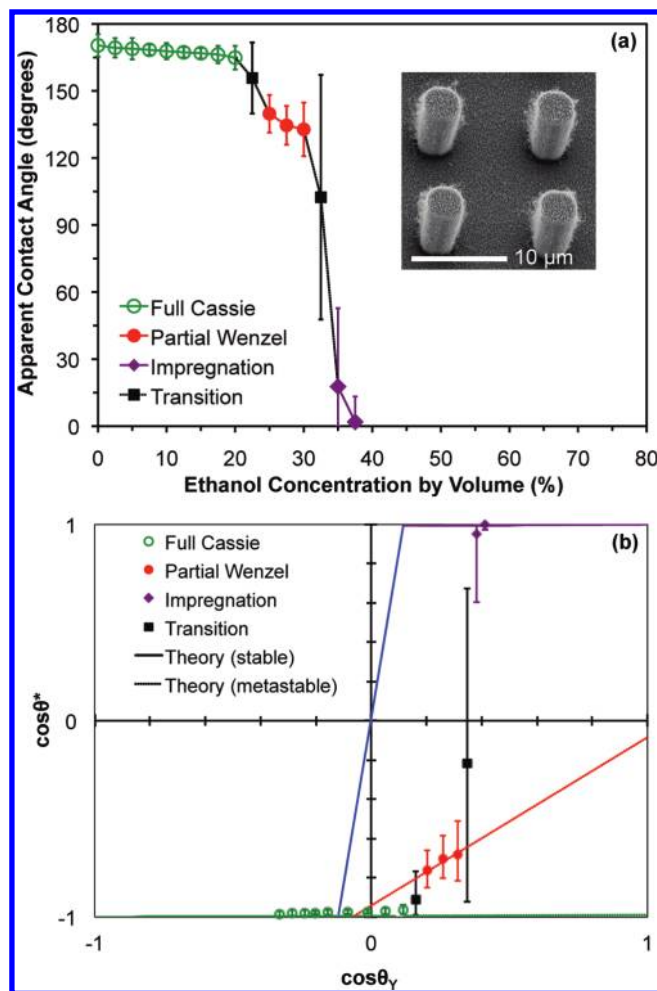 180
150
120
90
60
30
0
Apparent Contact Angle (degrees)
(a)
10 µm
Full Cassie
Partial Wenzel
Impregnation
Transition
0 10 20 30 40 50 60 70 80
Ethanol Concentration by Volume (%)
1
(b)
Full Cassie
Partial Wenzel
Impregnation
Transition
Theory (stable)
Theory (metastable)
cosθ*
0
-1
-1 0 1
cosθY